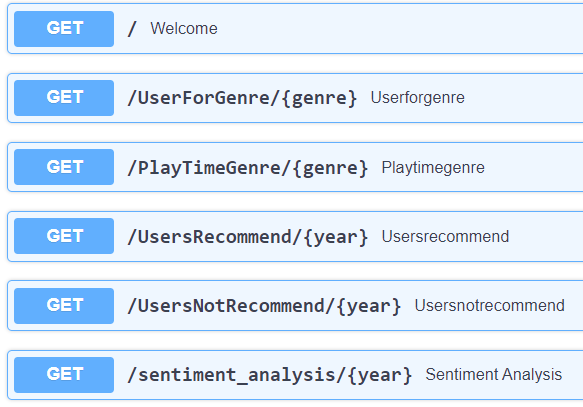 GET / Welcome
GET /UserForGenre/{genre} Userforgenre
GET /PlayTimeGenre/{genre} Playtimegenre
GET /UsersRecommend/{year} Usersrecommend
GET /UsersNotRecommend/{year} Usersnotrecommend
GET /sentiment_analysis/{year} Sentiment Analysis